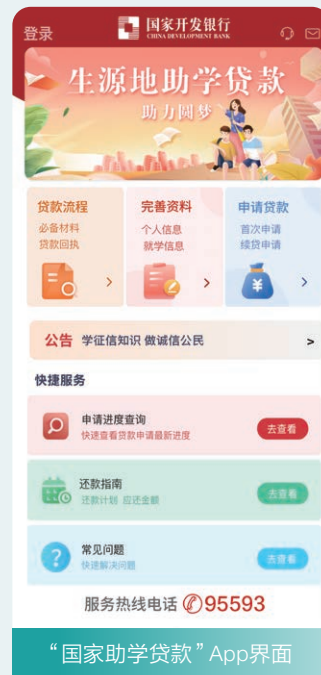 登录
国家开发银行
CHINA DEVELOPMENT BANK
生源地助学贷款
助力圆梦
贷款流程
必备材料
贷款回执
完善资料
个人信息
就学信息
申请贷款
首次申请
续贷申请
公告 学征信知识 做诚信公民 >
快捷服务
申请进度查询
快速查看贷款申请最新进度
去查看
还款指南
还款计划 应还金额
去查看
常见问题
快速解决问题
去查看
服务热线电话 95593
“国家助学贷款”App界面